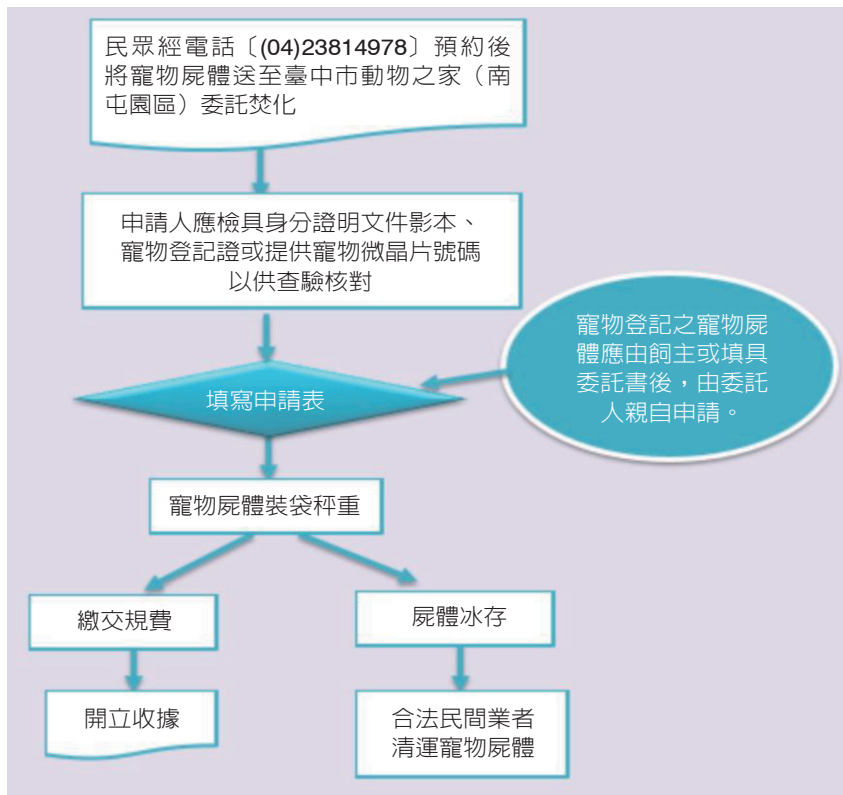 民眾經電話〔(04)23814978〕預約後
將寵物屍體送至臺中市動物之家（南
屯園區）委託焚化
申請人應檢具身分證明文件影本、
寵物登記證或提供寵物微晶片號碼
以供查驗核對
寵物登記之寵物屍
體應由飼主或填具
委託書後，由委託
人親自申請。
填寫申請表
寵物屍體裝袋秤重
繳交規費
屍體冰存
開立收據
合法民間業者
清運寵物屍體